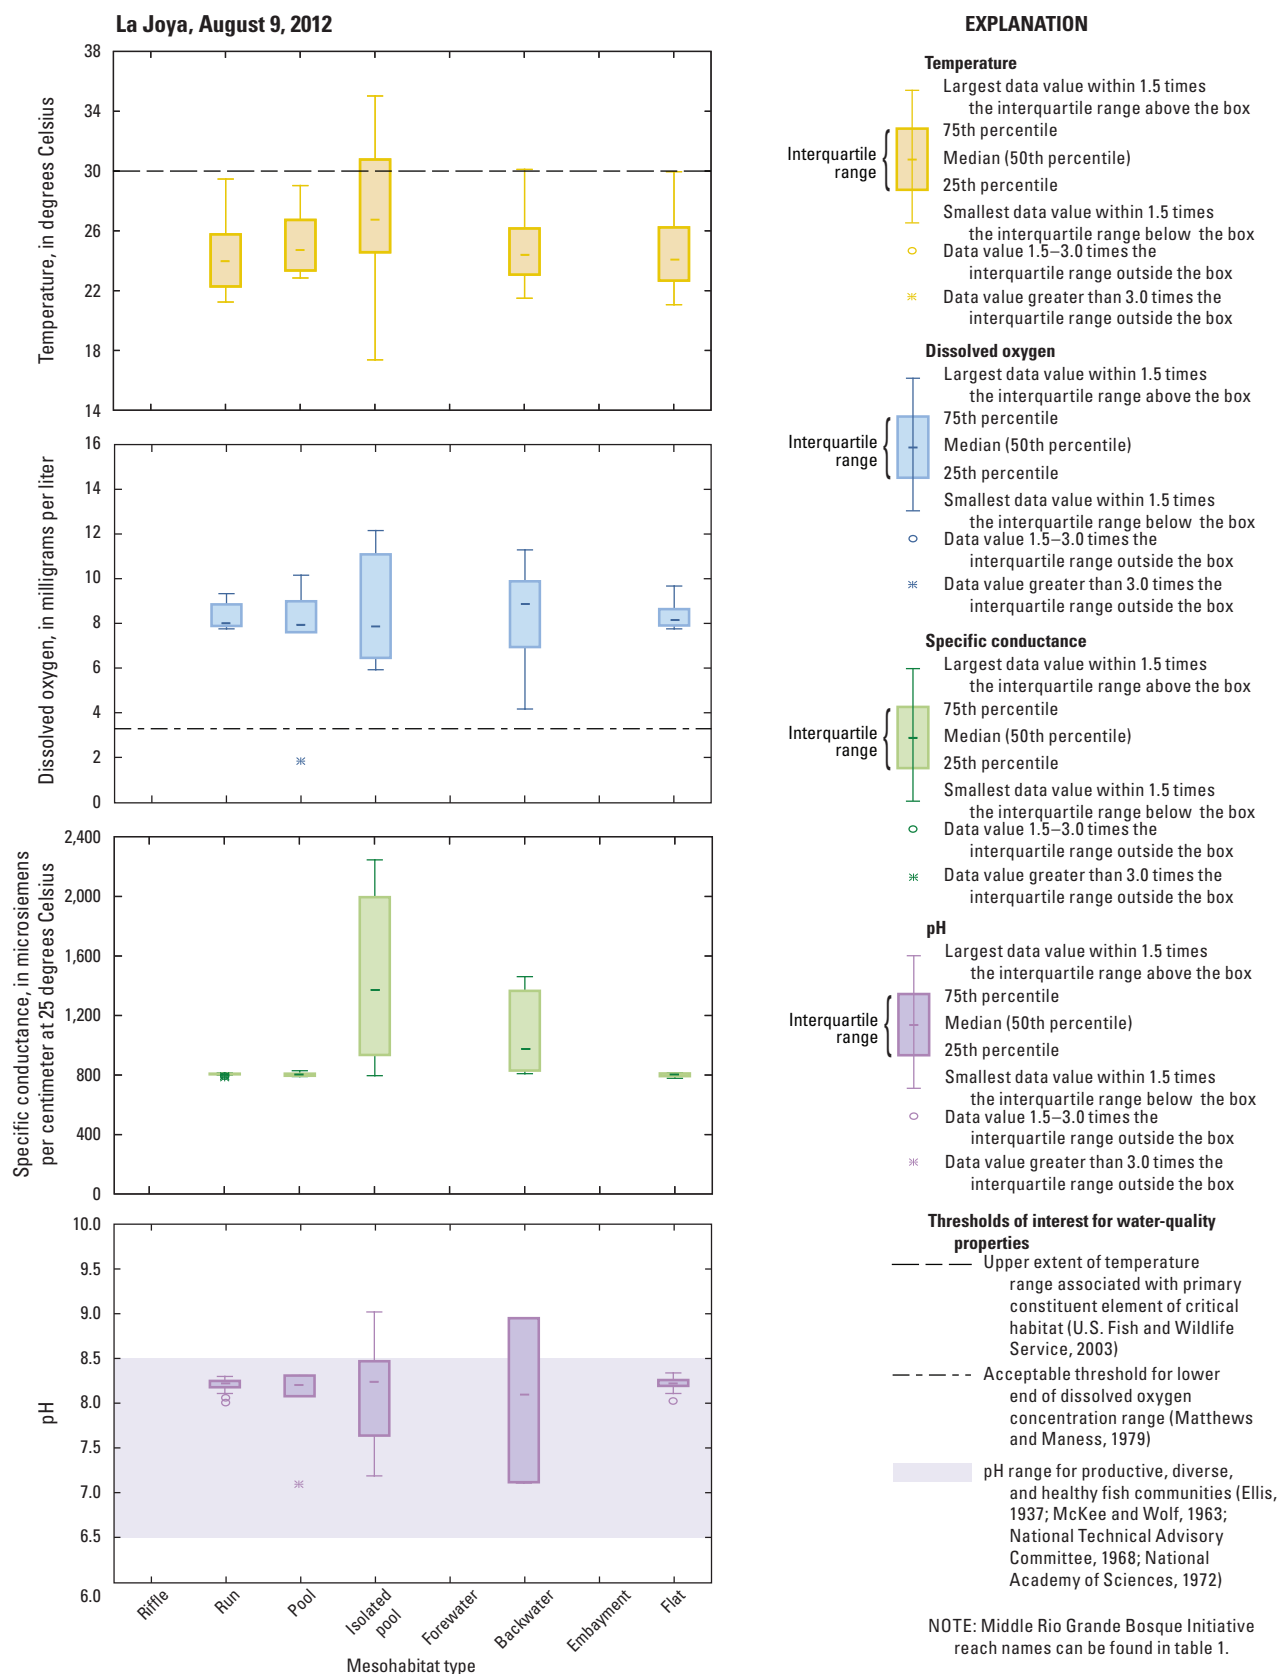 La Joya, August 9, 2012
38
34
30
26
22
18
14
Temperature, in degrees Celsius
16
14
12
10
8
6
4
2
0
Dissolved oxygen, in milligrams per liter
2,400
2,000
1,600
1,200
800
400
0
Specific conductance, in microsiemens
per centimeter at 25 degrees Celsius
10.0
9.5
9.0
8.5
8.0
7.5
7.0
6.5
6.0
pH
Riffle
Run
Pool
Isolated
pool
Forewater
Backwater
Embayment
Flat
Mesohabitat type
EXPLANATION
Temperature
Largest data value within 1.5 times
the interquartile range above the box
75th percentile
Interquartile
range
Median (50th percentile)
25th percentile
Smallest data value within 1.5 times
the interquartile range below the box
Data value 1.5–3.0 times the
interquartile range outside the box
Data value greater than 3.0 times the
interquartile range outside the box
Dissolved oxygen
Largest data value within 1.5 times
the interquartile range above the box
75th percentile
Interquartile
range
Median (50th percentile)
25th percentile
Smallest data value within 1.5 times
the interquartile range below the box
Data value 1.5–3.0 times the
interquartile range outside the box
Data value greater than 3.0 times the
interquartile range outside the box
Specific conductance
Largest data value within 1.5 times
the interquartile range above the box
75th percentile
Interquartile
range
Median (50th percentile)
25th percentile
Smallest data value within 1.5 times
the interquartile range below the box
Data value 1.5–3.0 times the
interquartile range outside the box
Data value greater than 3.0 times the
interquartile range outside the box
pH
Largest data value within 1.5 times
the interquartile range above the box
75th percentile
Interquartile
range
Median (50th percentile)
25th percentile
Smallest data value within 1.5 times
the interquartile range below the box
Data value 1.5–3.0 times the
interquartile range outside the box
Data value greater than 3.0 times the
interquartile range outside the box
Thresholds of interest for water-quality
properties
Upper extent of temperature
range associated with primary
constituent element of critical
habitat (U.S. Fish and Wildlife
Service, 2003)
Acceptable threshold for lower
end of dissolved oxygen
concentration range (Matthews
and Maness, 1979)
pH range for productive, diverse,
and healthy fish communities (Ellis,
1937; McKee and Wolf, 1963;
National Technical Advisory
Committee, 1968; National
Academy of Sciences, 1972)
NOTE: Middle Rio Grande Bosque Initiative
reach names can be found in table 1.